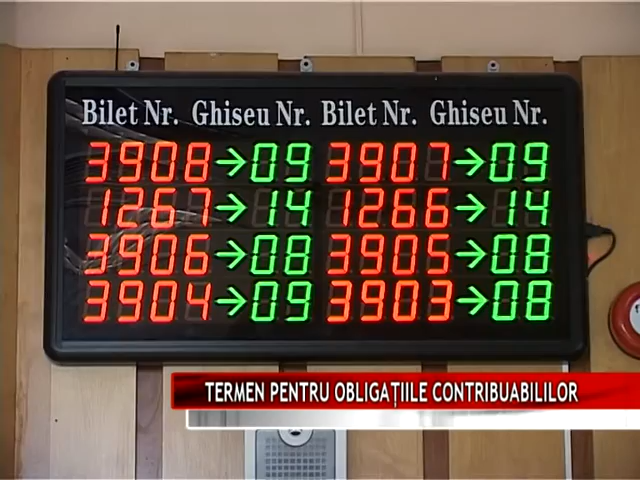 Bilet Nr. Ghiseu Nr. Bilet Nr. Ghiseu Nr.
3908→09 3907→09
1267→14 1266→14
3906→08 3905→08
3904→09 3903→08
TERMEN PENTRU OBLIGAȚIILE CONTRIBUABILILOR